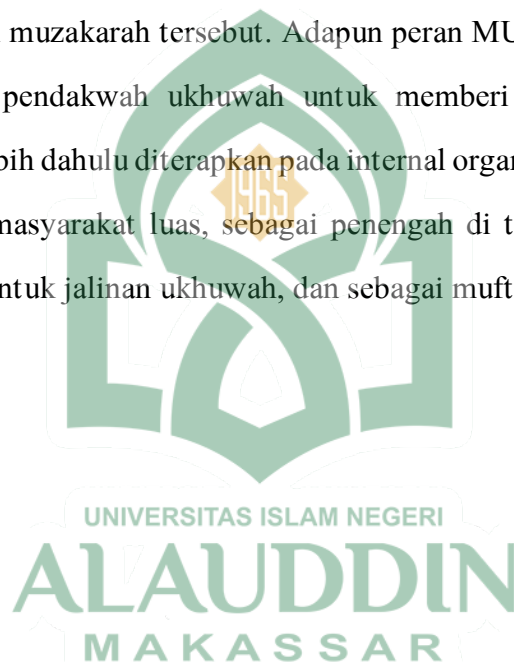 muzakarah tersebut. Adapun peran MU
pendakwah ukhuwah untuk memberi
bih dahulu diterapkan pada internal organ
masyarakat luas, sebagai penengah di t
ntuk jalinan ukhuwah, dan sebagai muft
1965
UNIVERSITAS ISLAM NEGERI
ALAUDDIN
MAKASSAR